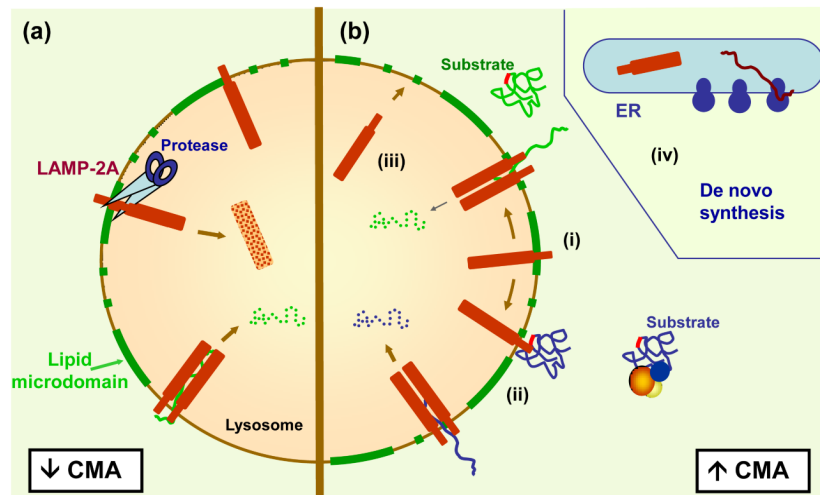 (a)
(b)
Substrate
Protease
LAMP-2A
(iii)
ER
(iv)
De novo
synthesis
(i)
Substrate
Lipid
microdomain
(ii)
Lysosome
↓ CMA
↑ CMA